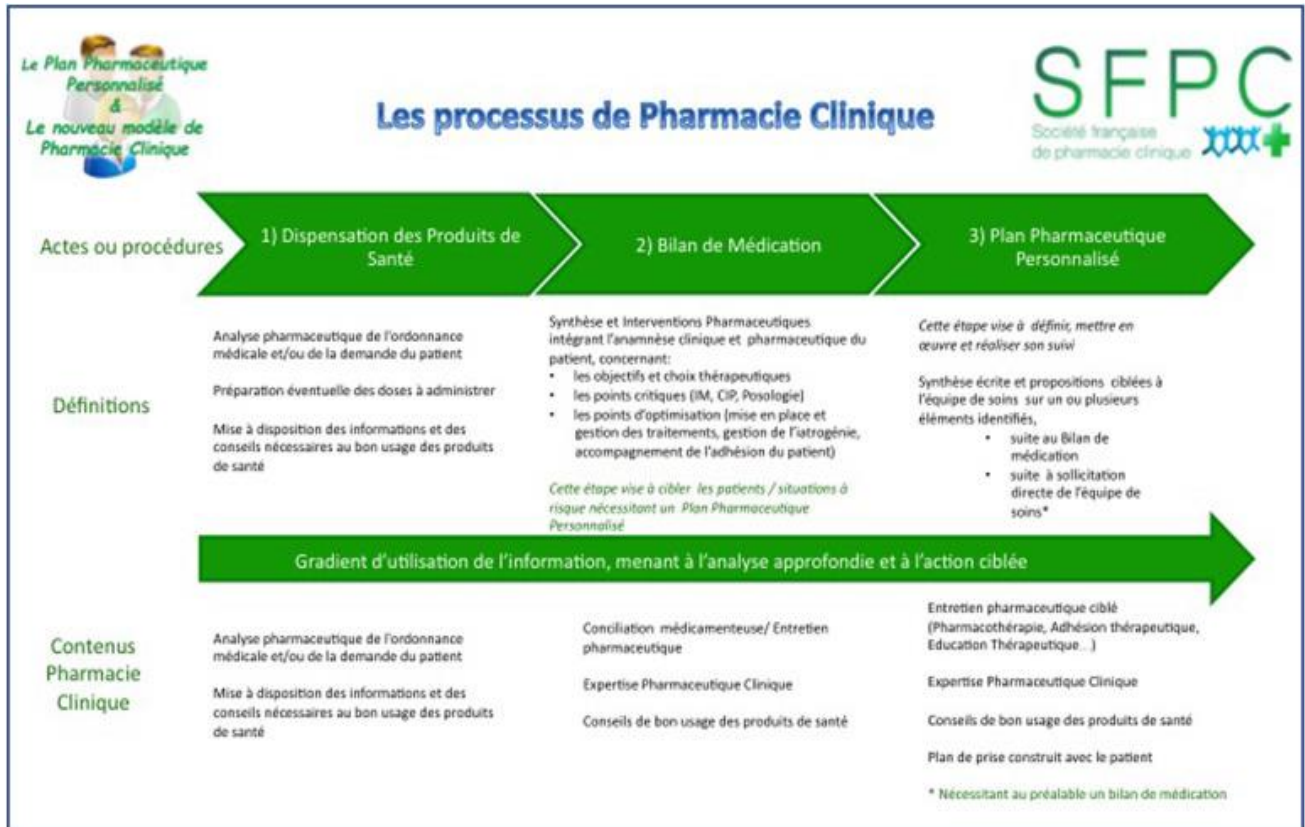 Le Plan Pharmaceutique
Personnalisé
&
Le nouveau modèle de
Pharmacie Clinique
Les processus de Pharmacie Clinique
SFPC
Société française
de pharmacie clinique
Actes ou procédures
1) Dispensation des Produits de
Santé
2) Bilan de Médication
3) Plan Pharmaceutique
Personnalisé
Définitions
Analyse pharmaceutique de l'ordonnance
médicale et/ou de la demande du patient
Préparation éventuelle des doses à administrer
Mise à disposition des informations et des
conseils nécessaires au bon usage des produits
de santé
Synthèse et Interventions Pharmaceutiques
intégrant l'anamnèse clinique et pharmaceutique du
patient, concernant:
• les objectifs et choix thérapeutiques
• les points critiques (IM, CIP, Posologie)
• les points d'optimisation (mise en place et
gestion des traitements, gestion de l'iatrogénie,
accompagnement de l'adhésion du patient)
Cette étape vise à cibler les patients / situations à
risque nécessitant un Plan Pharmaceutique
Personnalisé
Cette étape vise à définir, mettre en
œuvre et réaliser son suivi
Synthèse écrite et propositions ciblées à
l'équipe de soins sur un ou plusieurs
éléments identifiés,
• suite au Bilan de
médication
• suite à sollicitation
directe de l'équipe de
soins*
Gradient d'utilisation de l'information, menant à l'analyse approfondie et à l'action ciblée
Contenus
Pharmacie
Clinique
Analyse pharmaceutique de l'ordonnance
médicale et/ou de la demande du patient
Mise à disposition des informations et des
conseils nécessaires au bon usage des produits
de santé
Conciliation médicamenteuse/ Entretien
pharmaceutique
Expertise Pharmaceutique Clinique
Conseils de bon usage des produits de santé
Entretien pharmaceutique ciblé
(Pharmacothérapie, Adhésion thérapeutique,
Education Thérapeutique...)
Expertise Pharmaceutique Clinique
Conseils de bon usage des produits de santé
Plan de prise construit avec le patient
* Nécessitant au préalable un bilan de médication